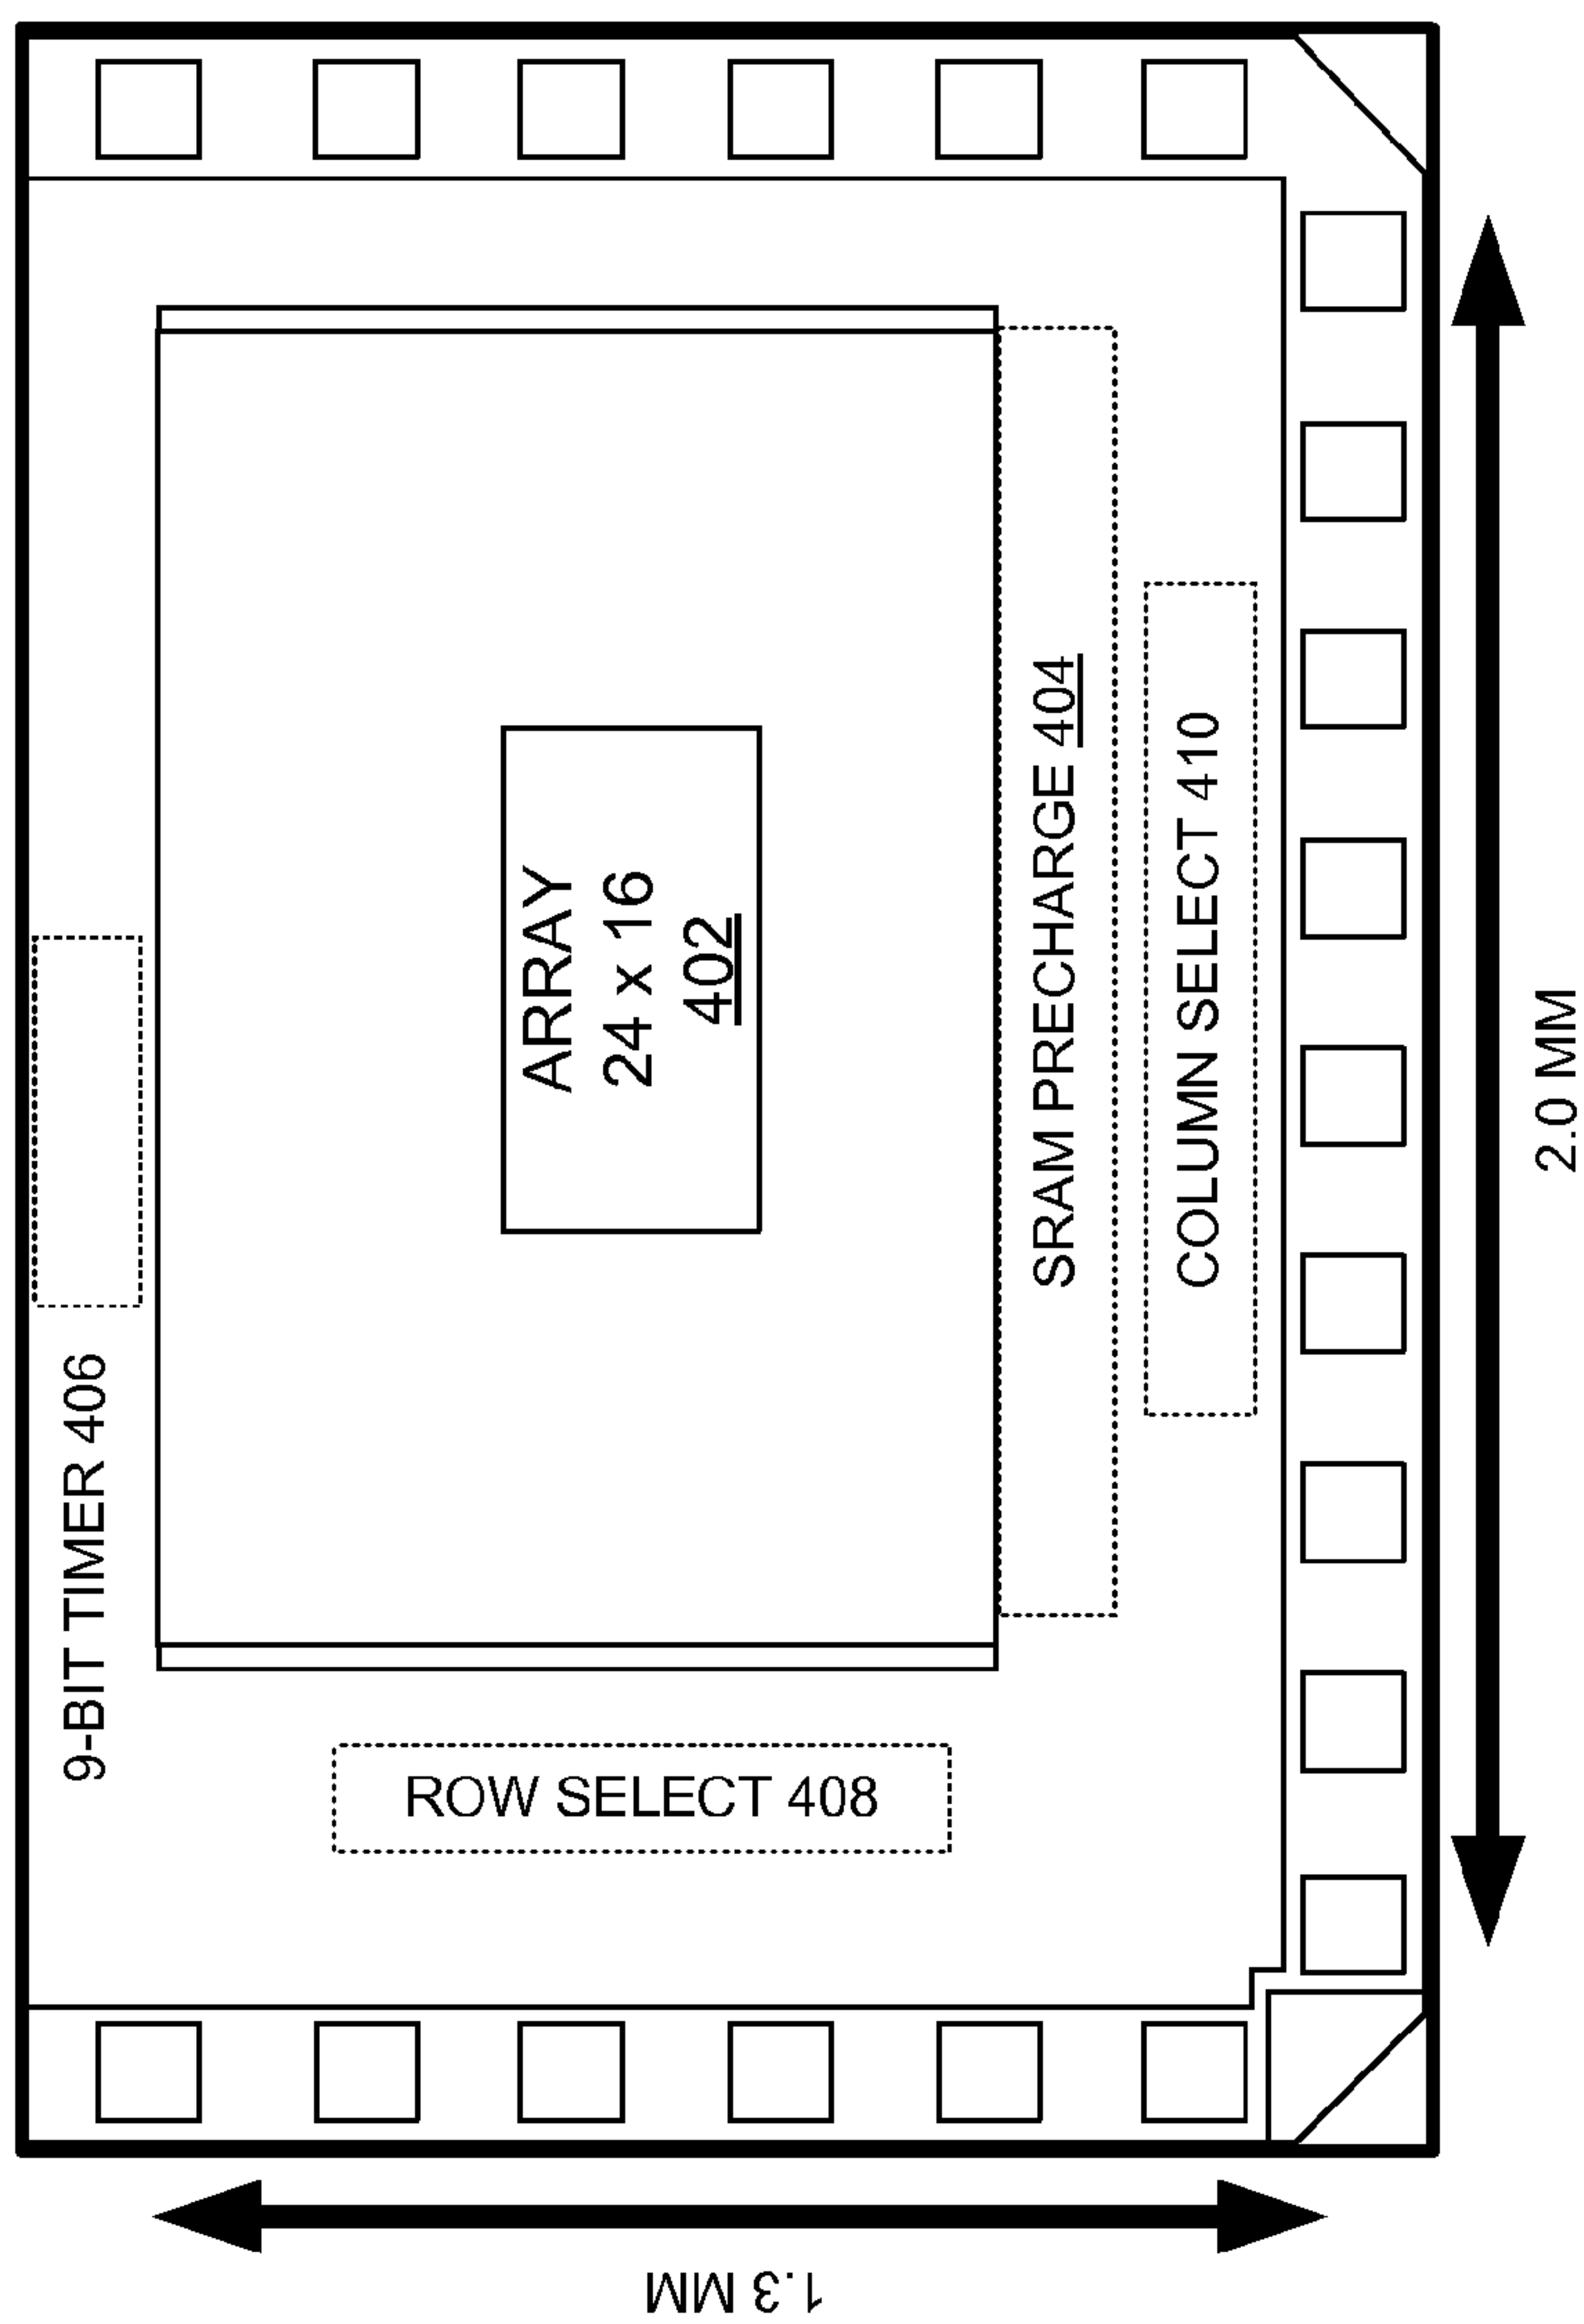 9-BIT TIMER 406
ARRAY
24 x 16
402
SRAM PRECHARGE 404
COLUMN SELECT 410
ROW SELECT 408
2.0 MM
1.3 MM